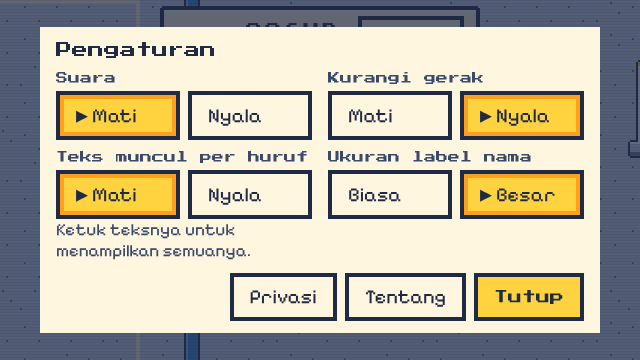 Pengaturan
Suara
Kurangi gerak
▶Mati
Nyala
Mati
▶Nyala
Teks muncul per huruf
Ukuran label nama
▶Mati
Nyala
Biasa
▶Besar
Ketuk teksnya untuk
menampilkan semuanya.
Privasi
Tentang
Tutup